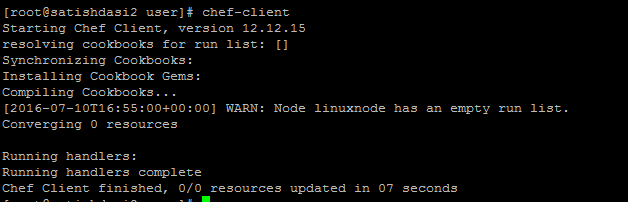 [root@satishdasi2 user]# chef-client
Starting Chef Client, version 12.12.15
resolving cookbooks for run list: []
Synchronizing Cookbooks:
Installing Cookbook Gems:
Compiling Cookbooks...
[2016-07-10T16:55:00+00:00] WARN: Node linuxnode has an empty run list.
Converging 0 resources

Running handlers:
Running handlers complete
Chef Client finished, 0/0 resources updated in 07 seconds
[root@satishdasi2 user]#